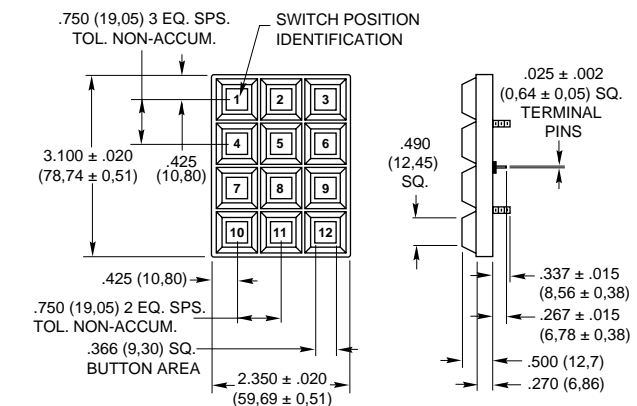 .750 (19,05) 3 EQ. SPS.
TOL. NON-ACCUM.
SWITCH POSITION
IDENTIFICATION
1 2 3
4 5 6
7 8 9
10 11 12
3.100 ± .020
(78,74 ± 0,51)
.425
(10,80)
.425 (10,80)
.750 (19,05) 2 EQ. SPS.
TOL. NON-ACCUM.
.366 (9,30) SQ.
BUTTON AREA
2.350 ± .020
(59,69 ± 0,51)
.025 ± .002
(0,64 ± 0,05) SQ.
TERMINAL
PINS
.490
(12,45)
SQ.
.337 ± .015
(8,56 ± 0,38)
.267 ± .015
(6,78 ± 0,38)
.500 (12,7)
.270 (6,86)